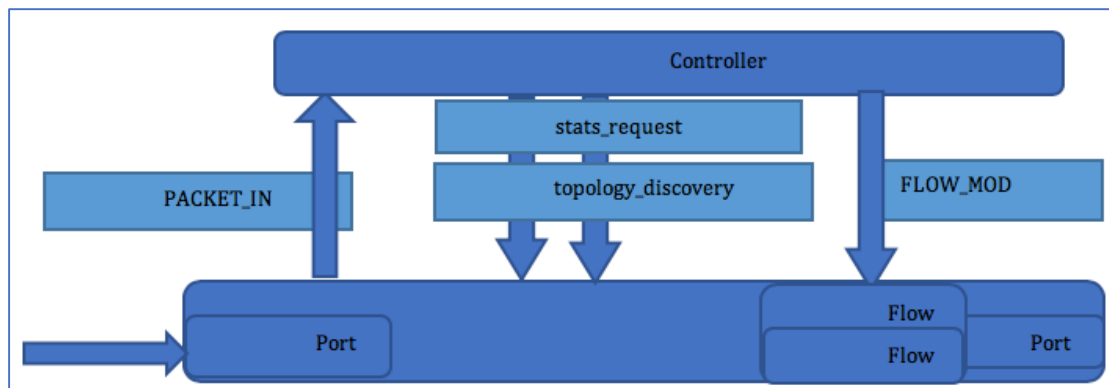 Controller
stats_request
topology_discovery
PACKET_IN
FLOW_MOD
Flow
Port
Flow
Port